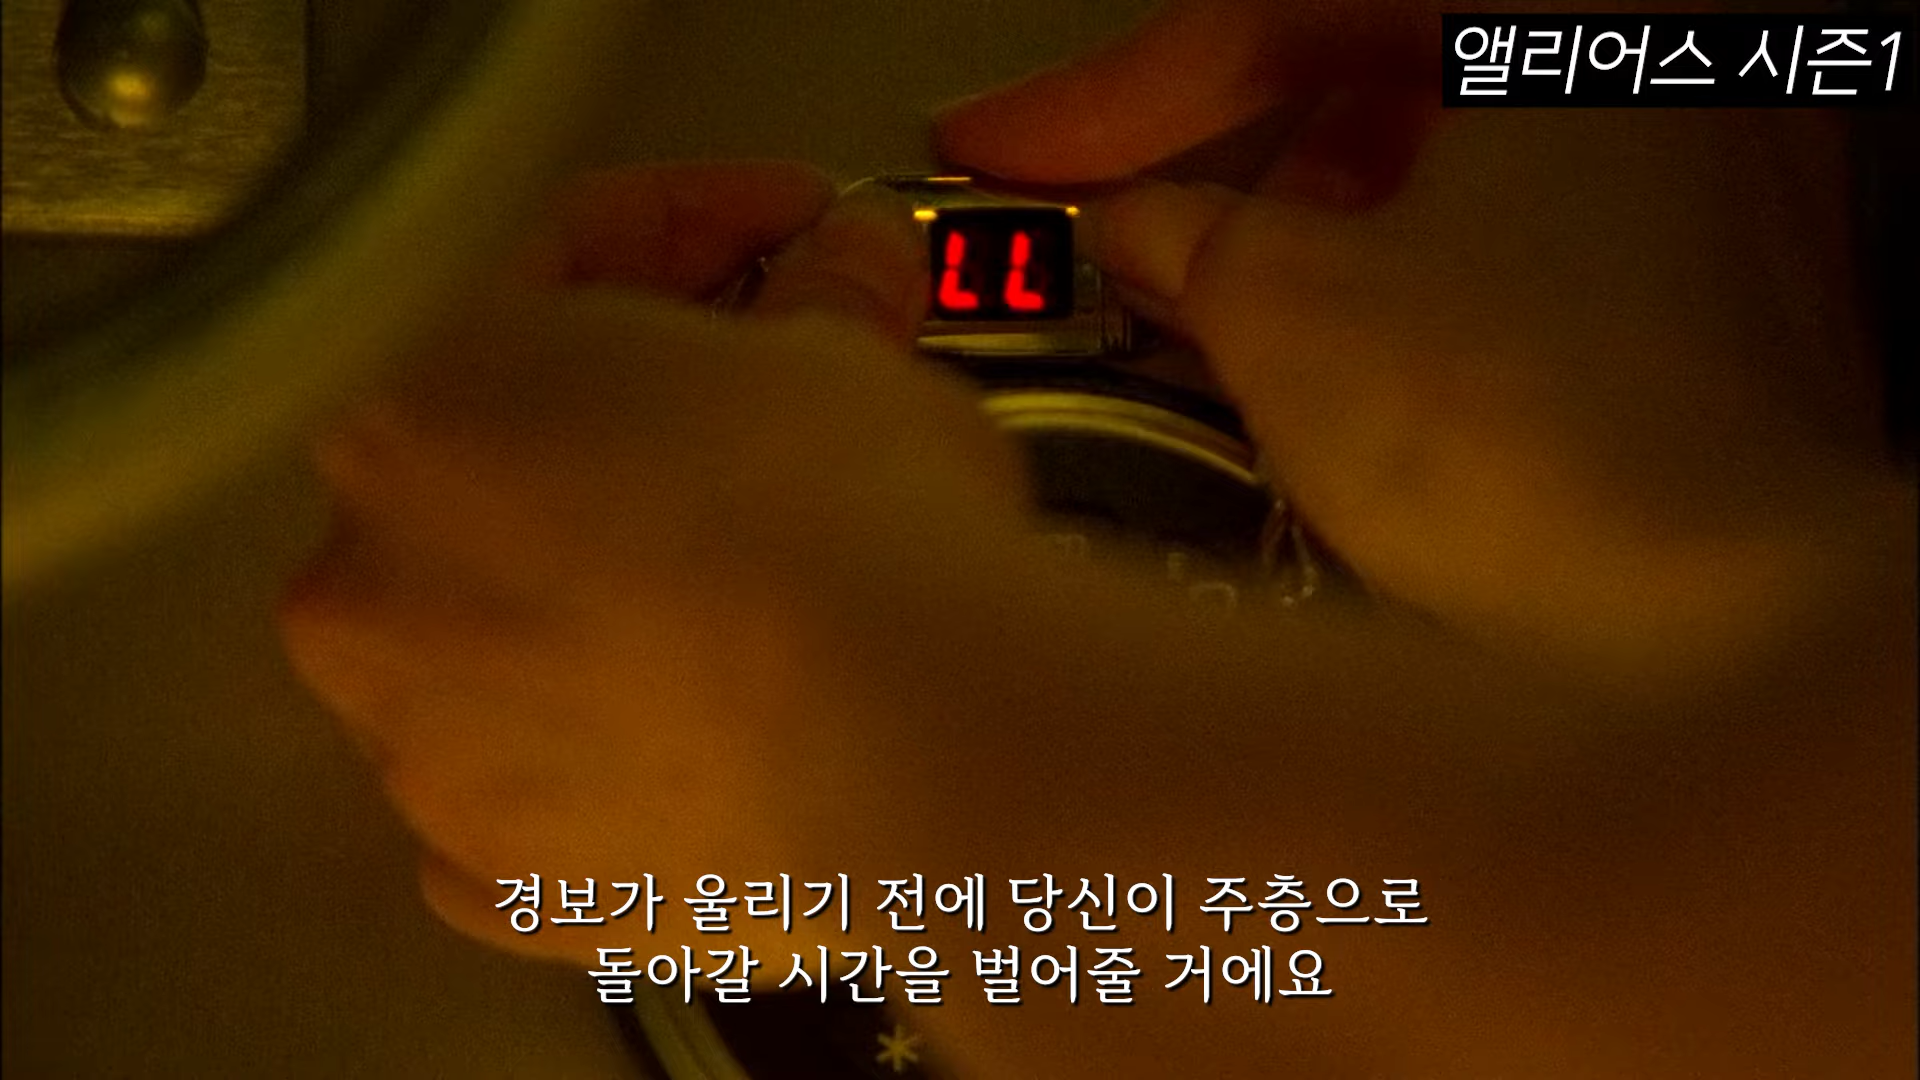 앨리어스 시즌1
LL
경보가 울리기 전에 당신이 주층으로
돌아갈 시간을 벌어줄 거에요
*